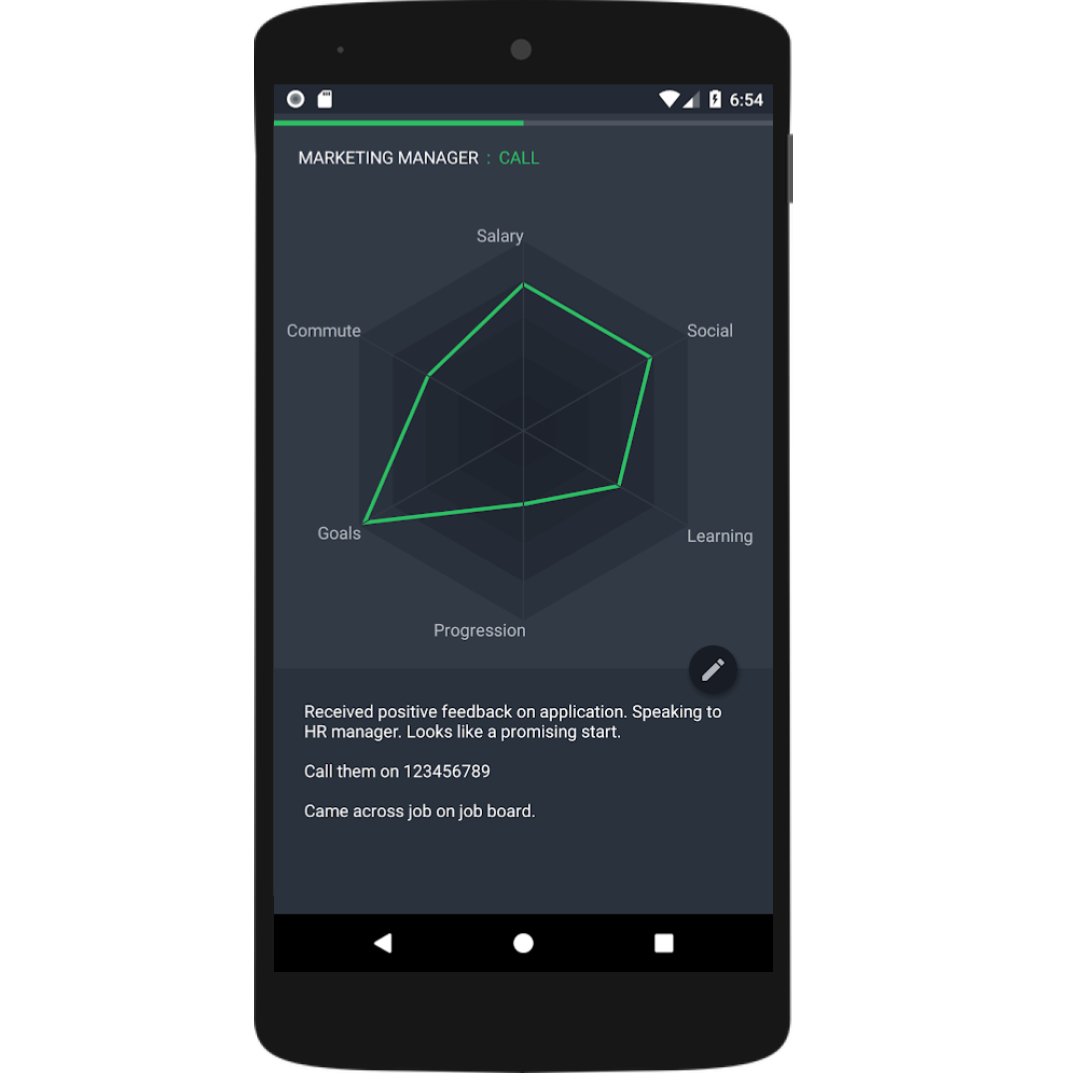 6:54
MARKETING MANAGER : CALL
Salary
Commute
Social
Goals
Learning
Progression
Received positive feedback on application. Speaking to
HR manager. Looks like a promising start.
Call them on 123456789
Came across job on job board.